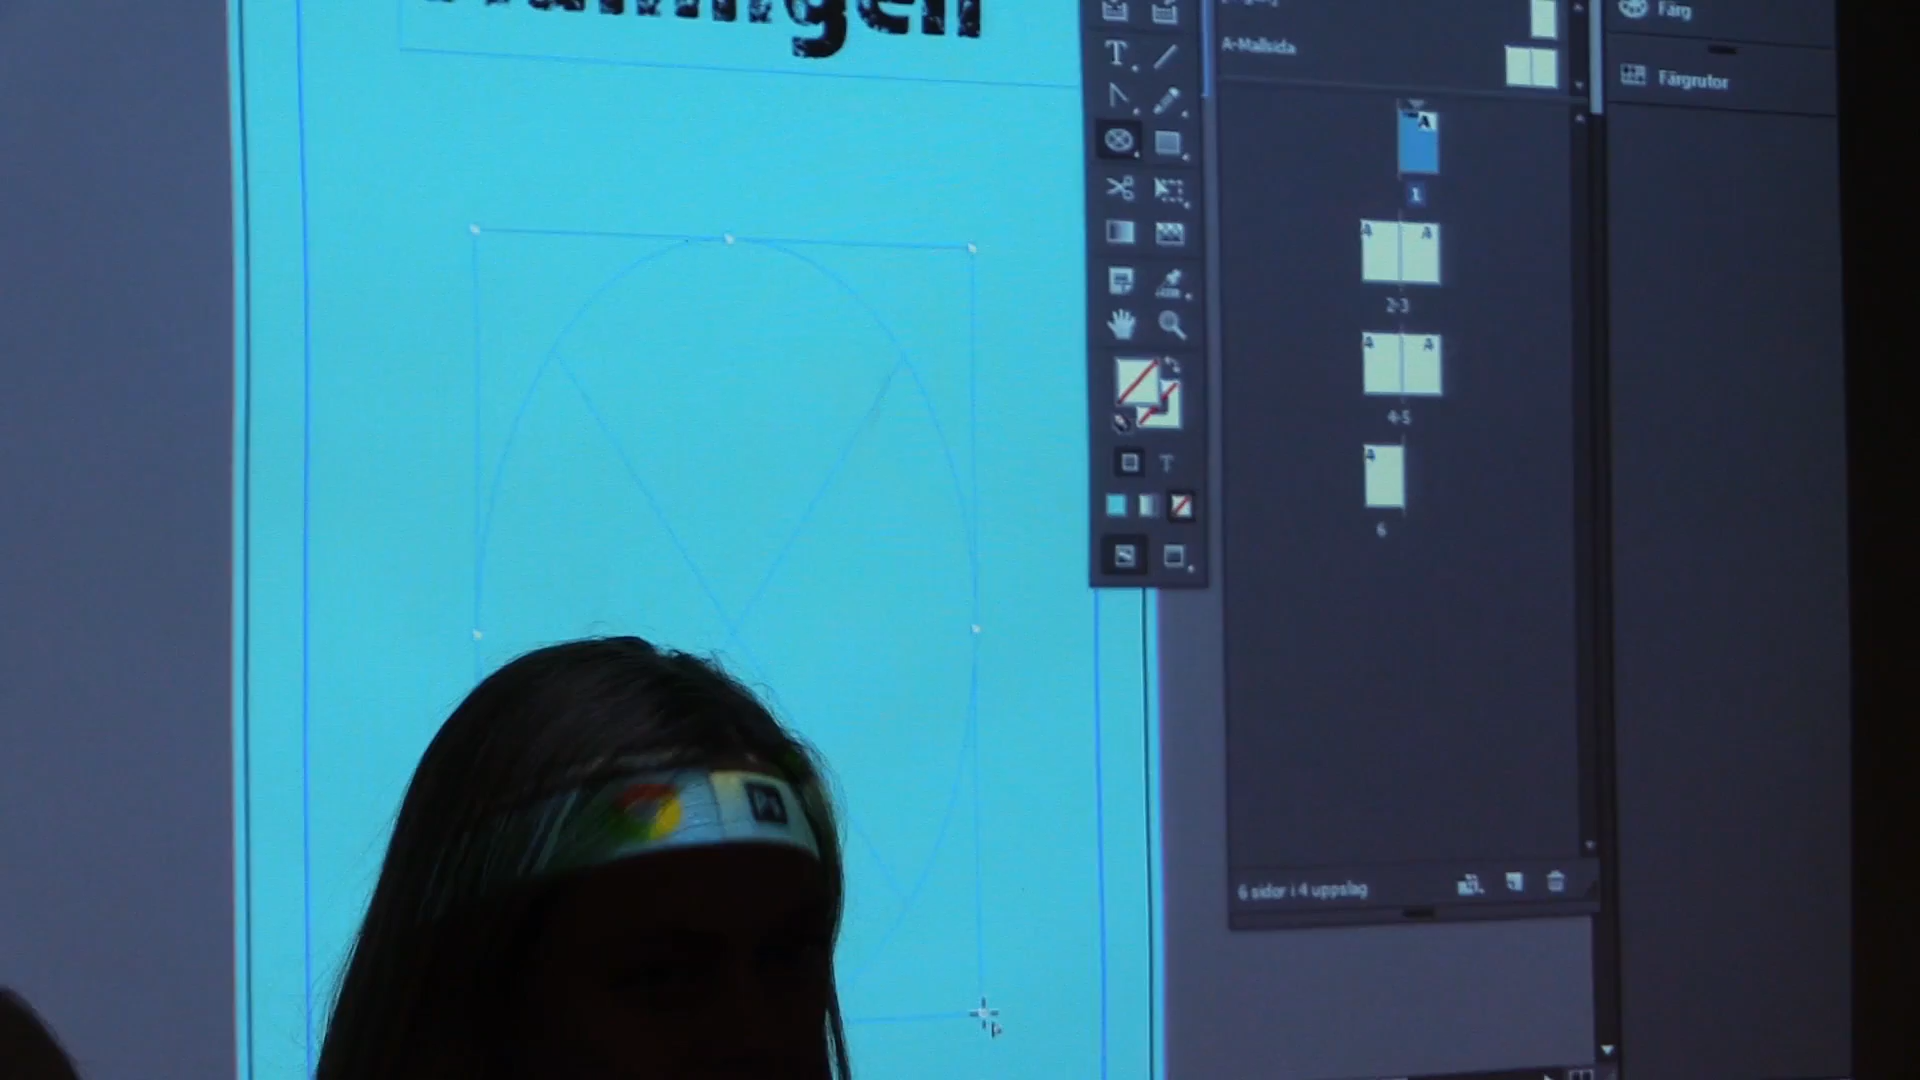 A-Mallsida
Färg
Färgrutor
A
1
A A
2-3
A A
4-5
A
6
6 sidor i 4 uppslag
T
T